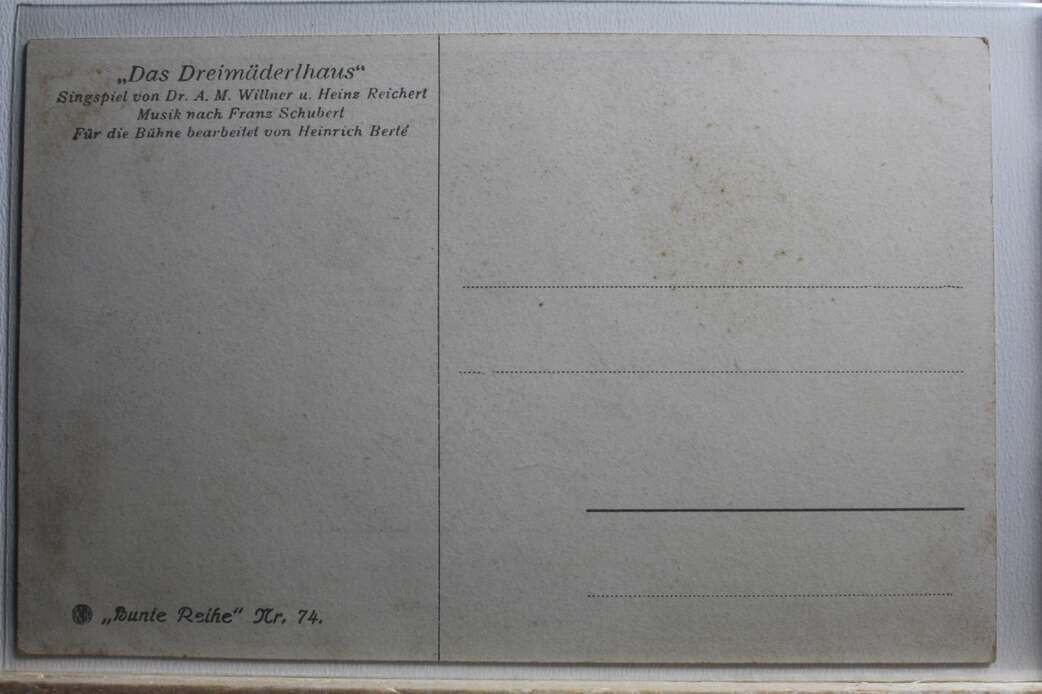 „Das Dreimäderlhaus“
Singspiel von Dr. A. M. Willner u. Heinz Reichert
Musik nach Franz Schubert
Für die Bühne bearbeitet von Heinrich Berté
„Bunte Reihe“ Nr. 74.